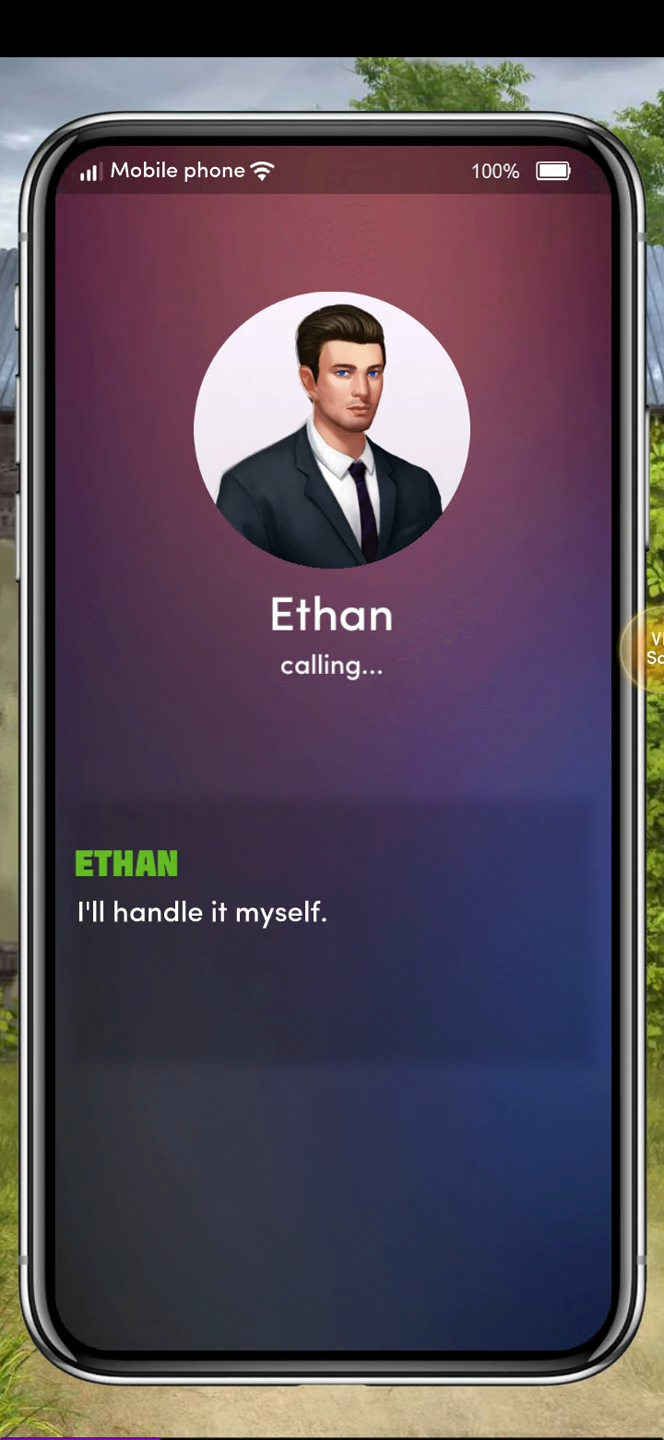 Mobile phone 100%
Ethan
calling...
ETHAN
I'll handle it myself.